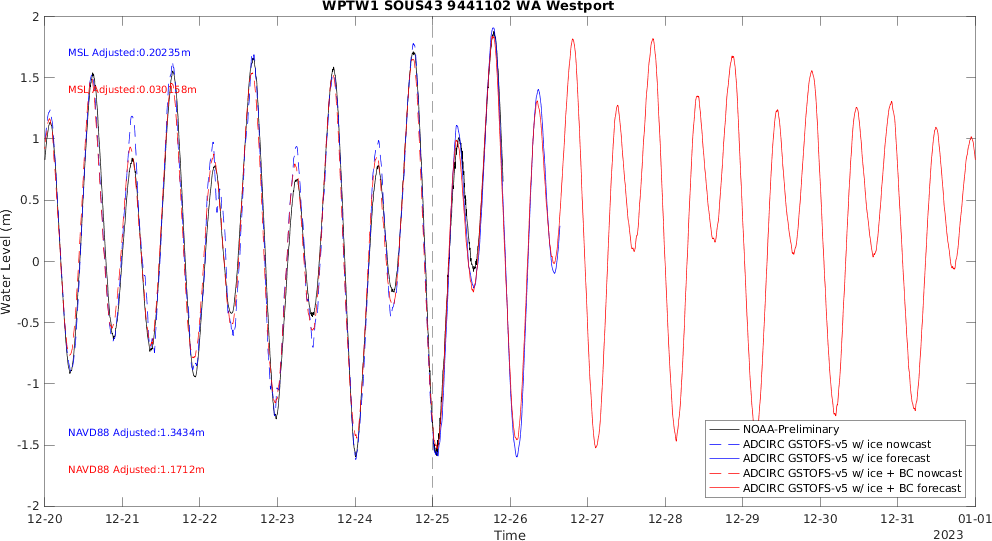 WPTW1 SOUS43 9441102 WA Westport
2
1.5
1
0.5
0
-0.5
-1
-1.5
-2
Water Level (m)
MSL Adjusted:0.20235m
MSL Adjusted:0.030158m
NAVD88 Adjusted:1.3434m
NAVD88 Adjusted:1.1712m
NOAA-Preliminary
ADCIRC GSTOFS-v5 w/ ice nowcast
ADCIRC GSTOFS-v5 w/ ice forecast
ADCIRC GSTOFS-v5 w/ ice + BC nowcast
ADCIRC GSTOFS-v5 w/ ice + BC forecast
12-20 12-21 12-22 12-23 12-24 12-25 12-26 12-27 12-28 12-29 12-30 12-31 01-01
Time
2023